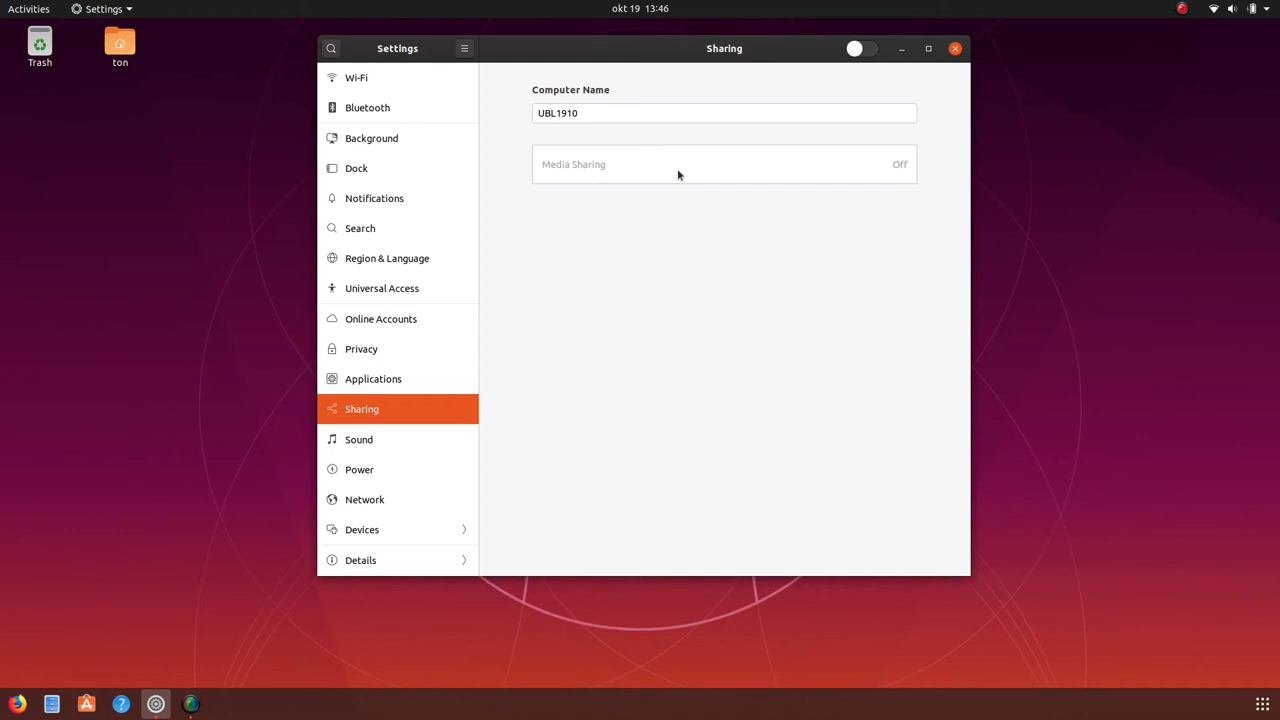 Activities
Settings
okt 19 13:46
Trash
ton
Settings
Sharing
Wi-Fi
Bluetooth
Background
Dock
Notifications
Search
Region & Language
Universal Access
Online Accounts
Privacy
Applications
Sharing
Sound
Power
Network
Devices
Details
Computer Name
UBL1910
Media Sharing
Off